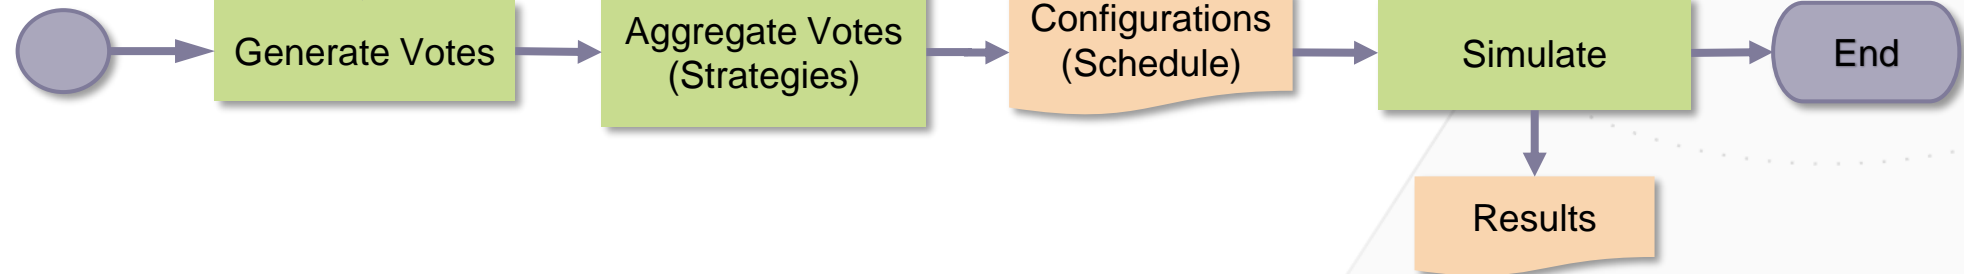 Generate Votes
Aggregate Votes
(Strategies)
Configurations
(Schedule)
Simulate
End
Results